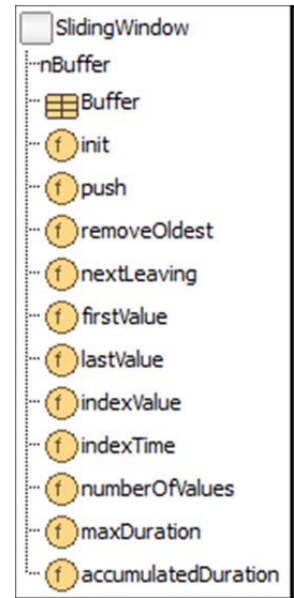 SlidingWindow
nBuffer
Buffer
f init
f push
f removeOldest
f nextLeaving
f firstValue
f lastValue
f indexValue
f indexTime
f numberOfValues
f maxDuration
f accumulatedDuration